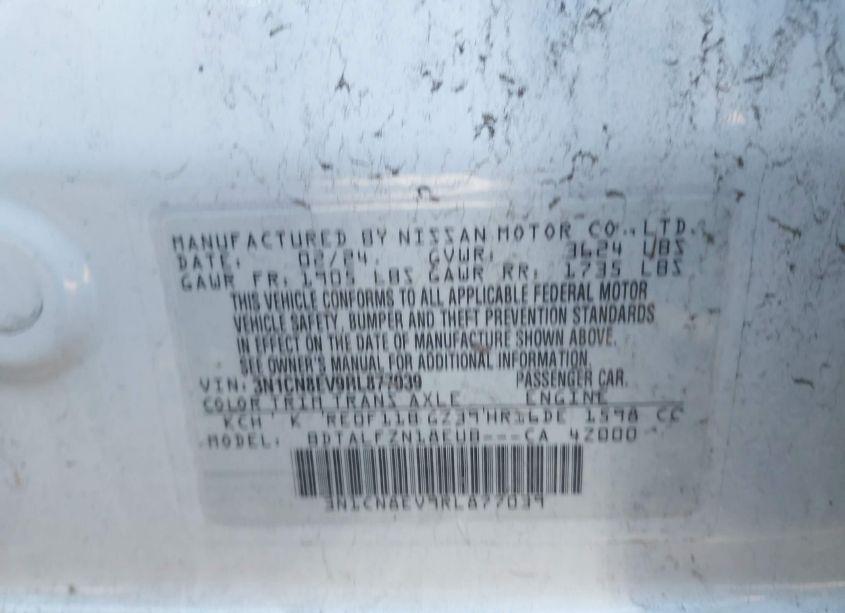 MANUFACTURED BY NISSAN MOTOR CO.,LTD.
DATE: 02/24 GVWR: 3624 LBS
GAWR FR: 1905 LBS GAWR RR: 1735 LBS
THIS VEHICLE CONFORMS TO ALL APPLICABLE FEDERAL MOTOR
VEHICLE SAFETY, BUMPER AND THEFT PREVENTION STANDARDS
IN EFFECT ON THE DATE OF MANUFACTURE SHOWN ABOVE.
SEE OWNER'S MANUAL FOR ADDITIONAL INFORMATION.
VIN: 3N1CN8EV9RL877039 PASSENGER CAR.
COLOR TRIM TRANS AXLE ENGINE
KCH K RE0F11B GZ39 HR16DE 1598 CC
MODEL: BDTALFZN18EUB---CA 4Z000
3N1CN8EV9RL877039